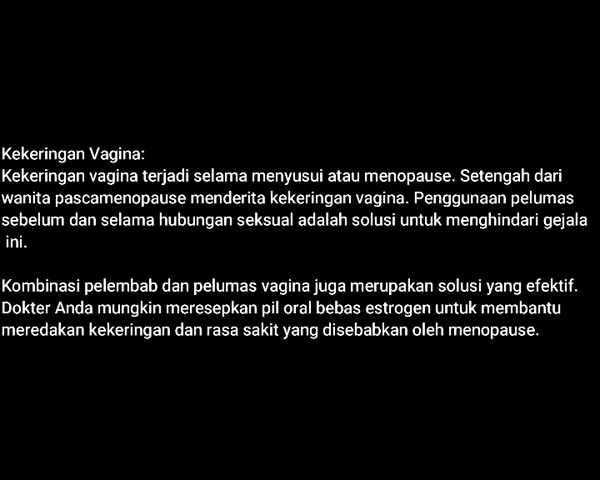 Kekeringan Vagina:
Kekeringan vagina terjadi selama menyusui atau menopause. Setengah dari
wanita pascamenopause menderita kekeringan vagina. Penggunaan pelumas
sebelum dan selama hubungan seksual adalah solusi untuk menghindari gejala
ini.
Kombinasi pelembab dan pelumas vagina juga merupakan solusi yang efektif.
Dokter Anda mungkin meresepkan pil oral bebas estrogen untuk membantu
meredakan kekeringan dan rasa sakit yang disebabkan oleh menopause.